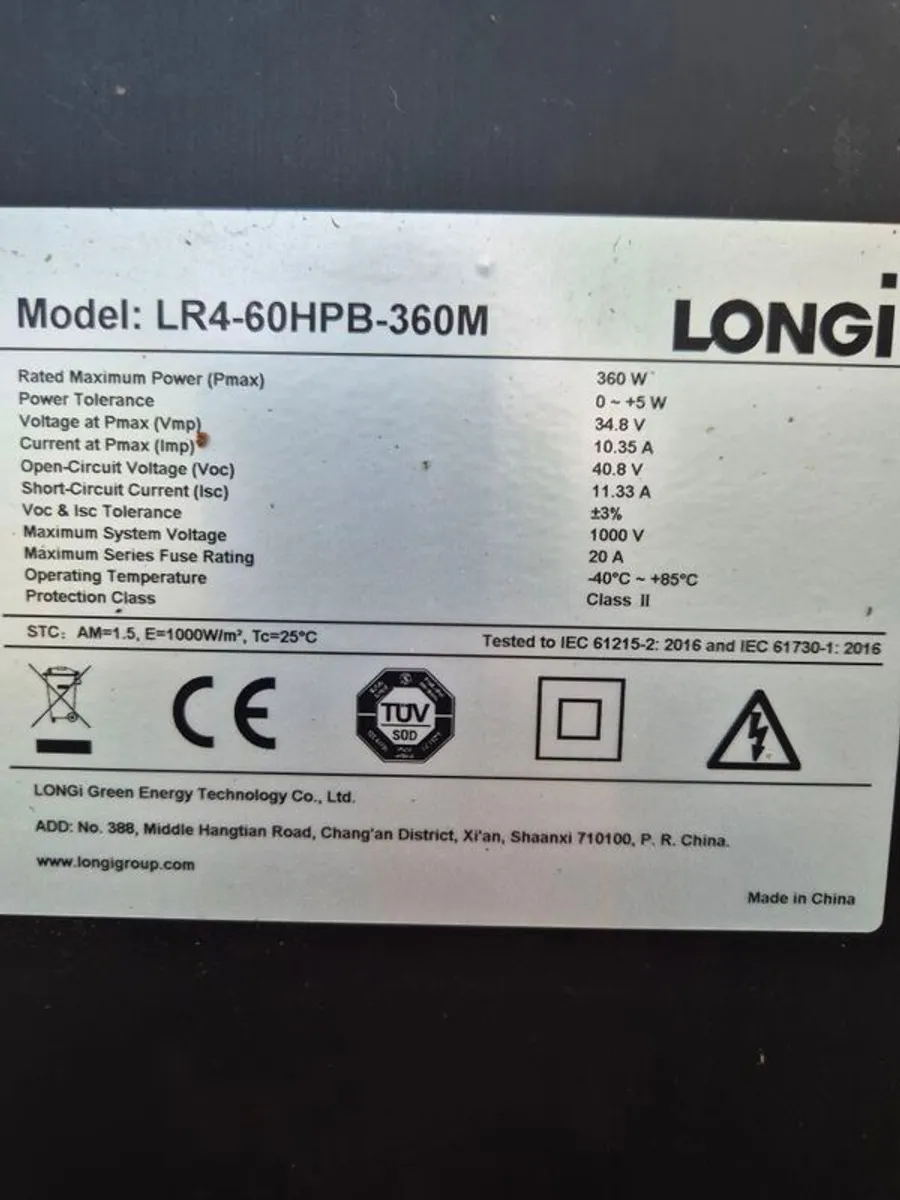 Model: LR4-60HPB-360M
LONGi
Rated Maximum Power (Pmax) 360 W
Power Tolerance 0 ~ +5 W
Voltage at Pmax (Vmp) 34.8 V
Current at Pmax (Imp) 10.35 A
Open-Circuit Voltage (Voc) 40.8 V
Short-Circuit Current (Isc) 11.33 A
Voc & Isc Tolerance ±3%
Maximum System Voltage 1000 V
Maximum Series Fuse Rating 20 A
Operating Temperature -40°C ~ +85°C
Protection Class Class II
STC: AM=1.5, E=1000W/m², Tc=25°C Tested to IEC 61215-2: 2016 and IEC 61730-1: 2016
CE
TÜV
SÜD
LONGi Green Energy Technology Co., Ltd.
ADD: No. 388, Middle Hangtian Road, Chang'an District, Xi'an, Shaanxi 710100, P. R. China.
www.longigroup.com
Made in China